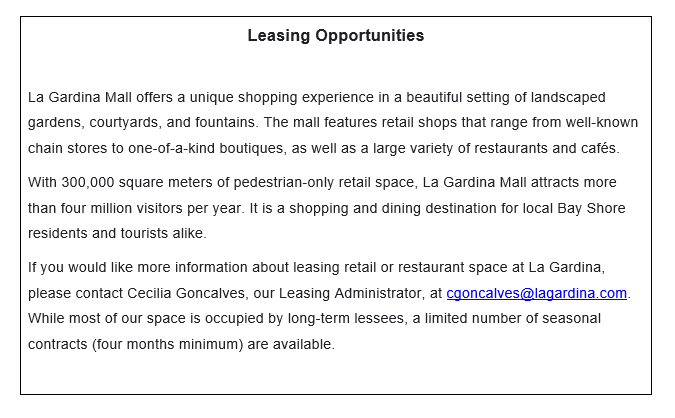 Leasing Opportunities
La Gardina Mall offers a unique shopping experience in a beautiful setting of landscaped
gardens, courtyards, and fountains. The mall features retail shops that range from well-known
chain stores to one-of-a-kind boutiques, as well as a large variety of restaurants and cafés.
With 300,000 square meters of pedestrian-only retail space, La Gardina Mall attracts more
than four million visitors per year. It is a shopping and dining destination for local Bay Shore
residents and tourists alike.
If you would like more information about leasing retail or restaurant space at La Gardina,
please contact Cecilia Goncalves, our Leasing Administrator, at cgoncalves@lagardina.com.
While most of our space is occupied by long-term lessees, a limited number of seasonal
contracts (four months minimum) are available.